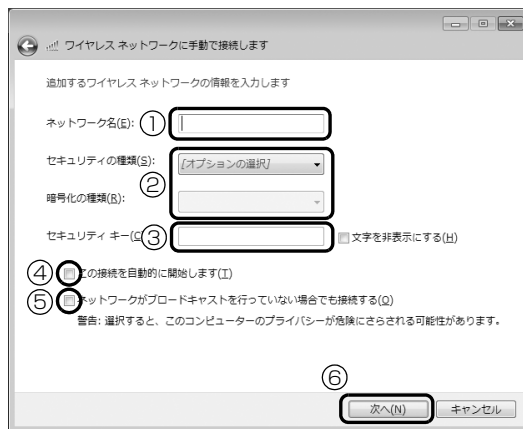 ワイヤレス ネットワークに手動で接続します
追加するワイヤレス ネットワークの情報を入力します
ネットワーク名(E): ①
セキュリティの種類(S): [オプションの選択]
②
暗号化の種類(R):
セキュリティ キー(C ③ 文字を非表示にする(H)
④ この接続を自動的に開始します(T)
⑤ ネットワークがブロードキャストを行っていない場合でも接続する(O)
警告: 選択すると、このコンピューターのプライバシーが危険にさらされる可能性があります。
⑥
次へ(N) キャンセル